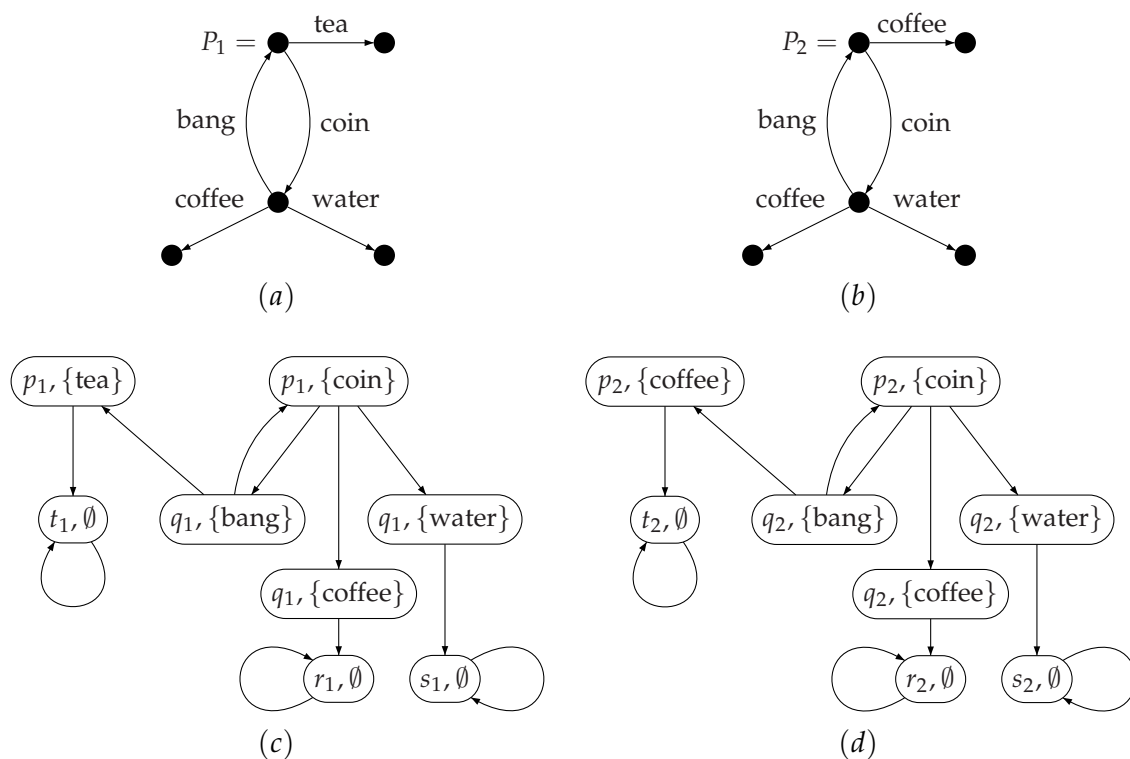 tea
coffee
P₁ =
P₂ =
bang
coin
bang
coin
coffee
water
coffee
water
(a)
(b)
p₁, {tea}
p₁, {coin}
p₂, {coffee}
p₂, {coin}
t₁, ∅
q₁, {bang}
q₁, {water}
t₂, ∅
q₂, {bang}
q₂, {water}
q₁, {coffee}
q₂, {coffee}
r₁, ∅
s₁, ∅
r₂, ∅
s₂, ∅
(c)
(d)